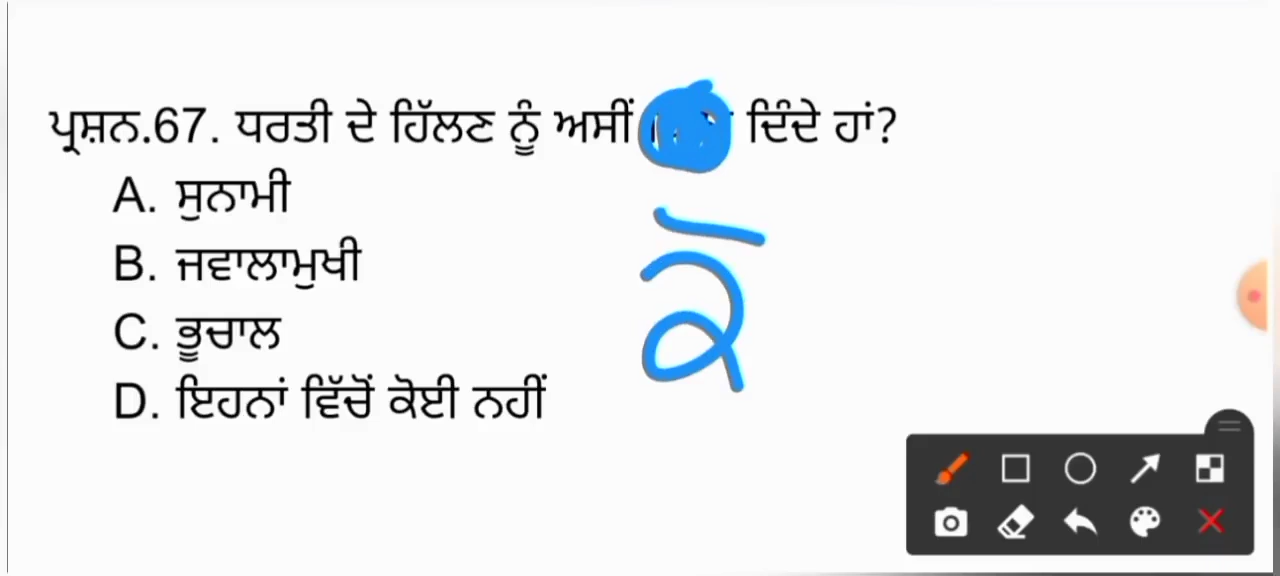 ਪ੍ਰਸ਼ਨ.67. ਧਰਤੀ ਦੇ ਹਿੱਲਣ ਨੂੰ ਅਸੀਂ ਦਿੰਦੇ ਹਾਂ?
A. ਸੁਨਾਮੀ
B. ਜਵਾਲਾਮੁਖੀ
C. ਭੂਚਾਲ
D. ਇਹਨਾਂ ਵਿੱਚੋਂ ਕੋਈ ਨਹੀਂ